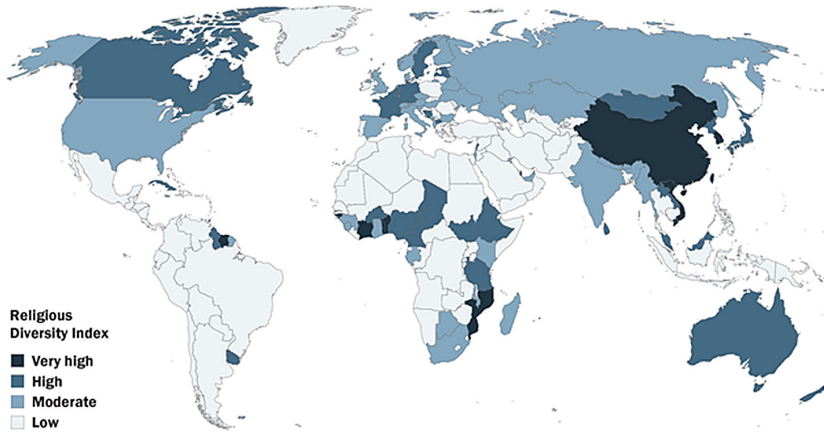 Religious
Diversity Index
Very high
High
Moderate
Low